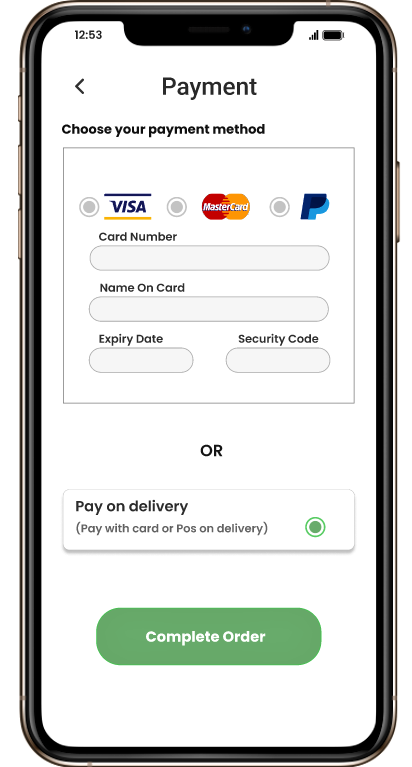 12:53
Payment
Choose your payment method
VISA MasterCard
Card Number
Name On Card
Expiry Date Security Code
OR
Pay on delivery
(Pay with card or Pos on delivery)
Complete Order